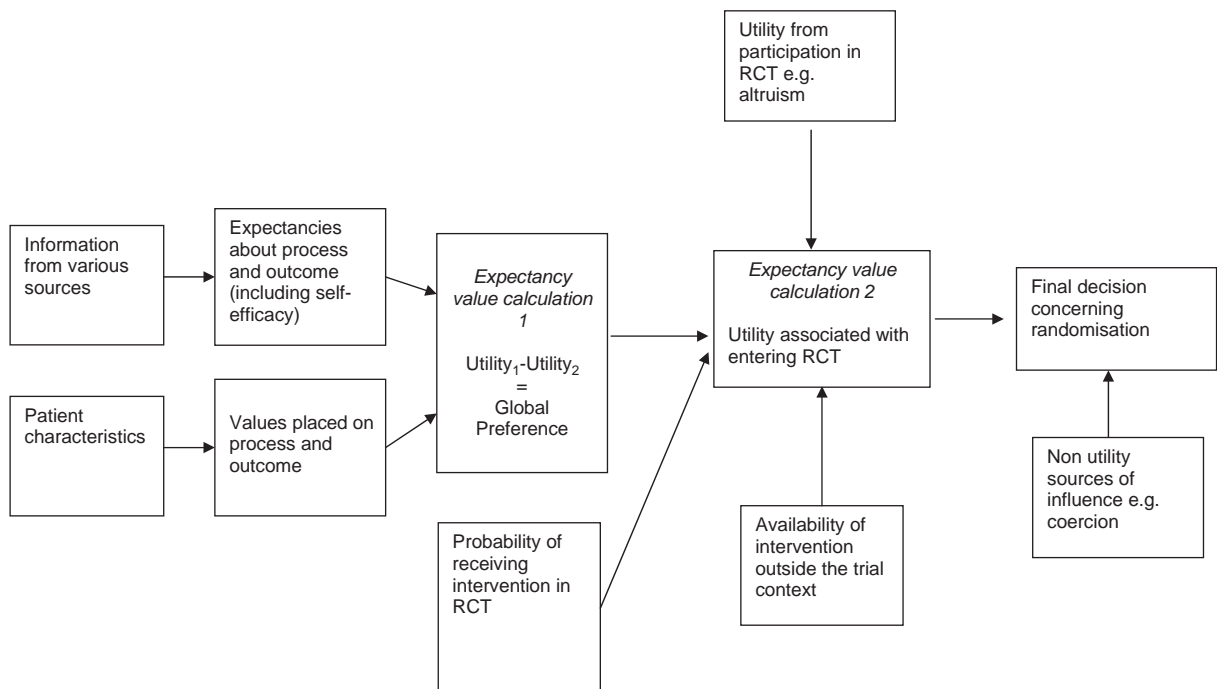 Utility from
participation in
RCT e.g.
altruism
Information
from various
sources
Expectancies
about process
and outcome
(including self-
efficacy)
Expectancy
value calculation
1
Utility₁-Utility₂
=
Global
Preference
Expectancy value
calculation 2
Utility associated with
entering RCT
Final decision
concerning
randomisation
Patient
characteristics
Values placed on
process and
outcome
Probability of
receiving
intervention in
RCT
Availability of
intervention
outside the trial
context
Non utility
sources of
influence e.g.
coercion